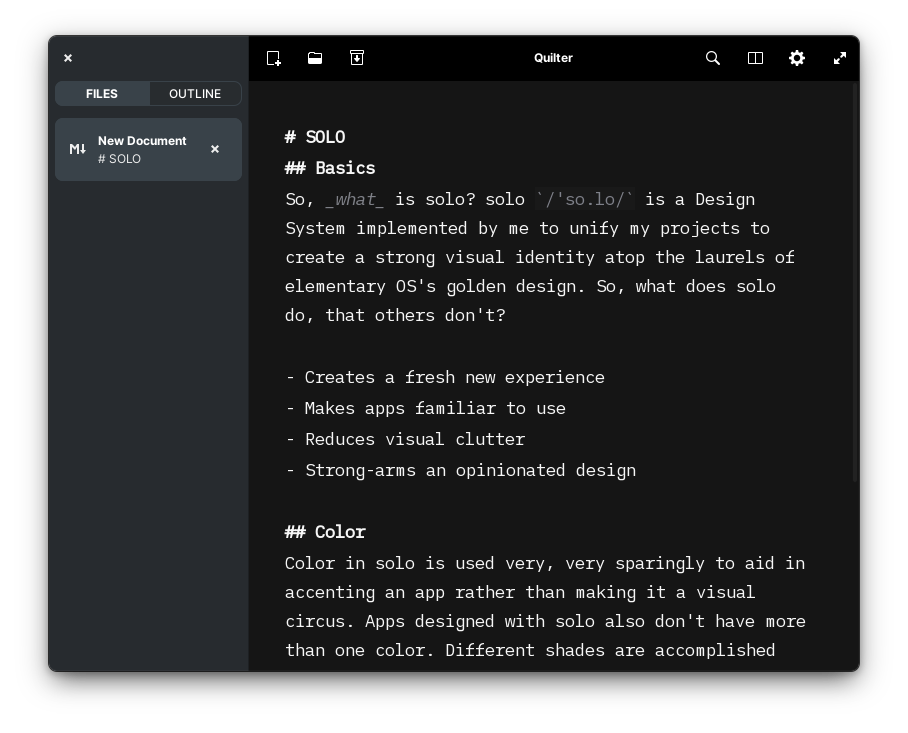 Quilter
FILES
OUTLINE
New Document
# SOLO
# SOLO
## Basics
So, _what_ is solo? solo `/'so.lo/` is a Design
System implemented by me to unify my projects to
create a strong visual identity atop the laurels of
elementary OS's golden design. So, what does solo
do, that others don't?
- Creates a fresh new experience
- Makes apps familiar to use
- Reduces visual clutter
- Strong-arms an opinionated design
## Color
Color in solo is used very, very sparingly to aid in
accenting an app rather than making it a visual
circus. Apps designed with solo also don't have more
than one color. Different shades are accomplished